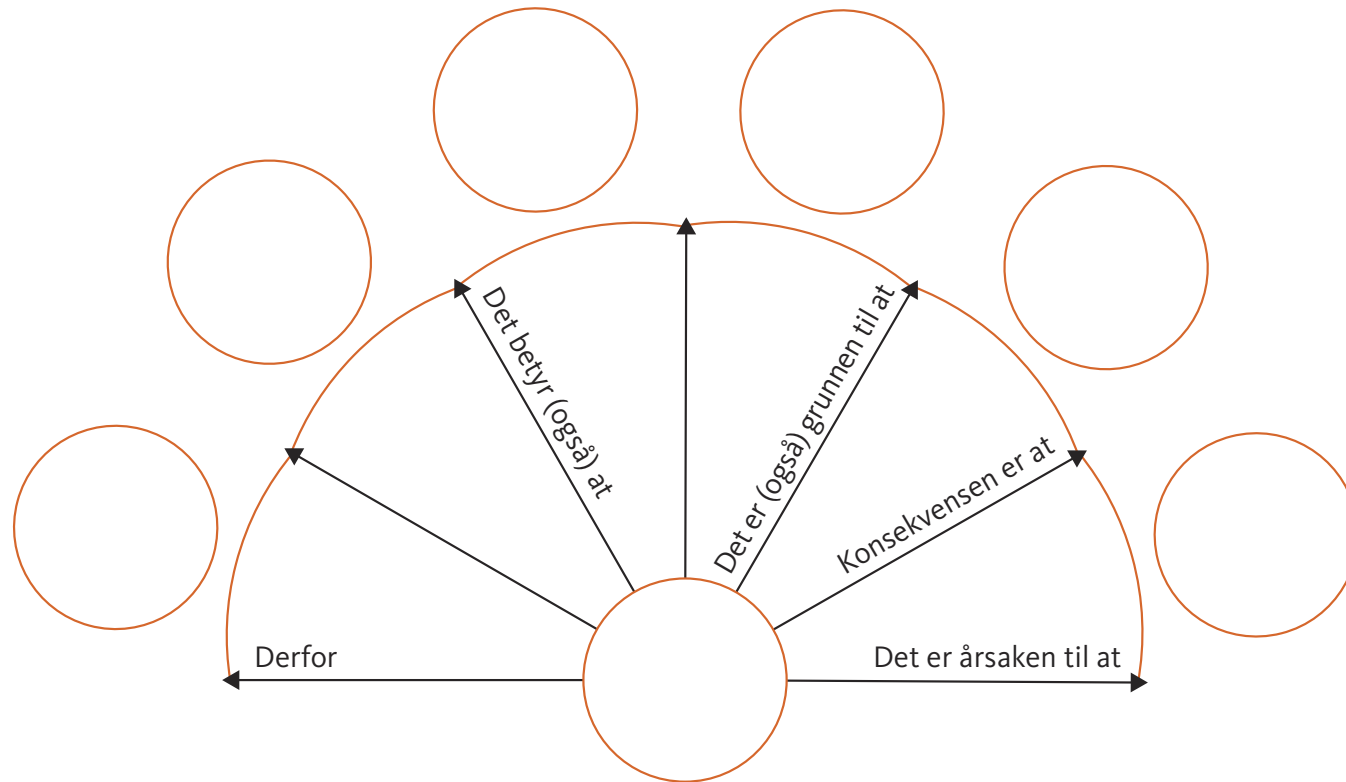 Derfor
Det betyr (også) at
Det er (også) grunnen til at
Konsekvensen er at
Det er årsaken til at